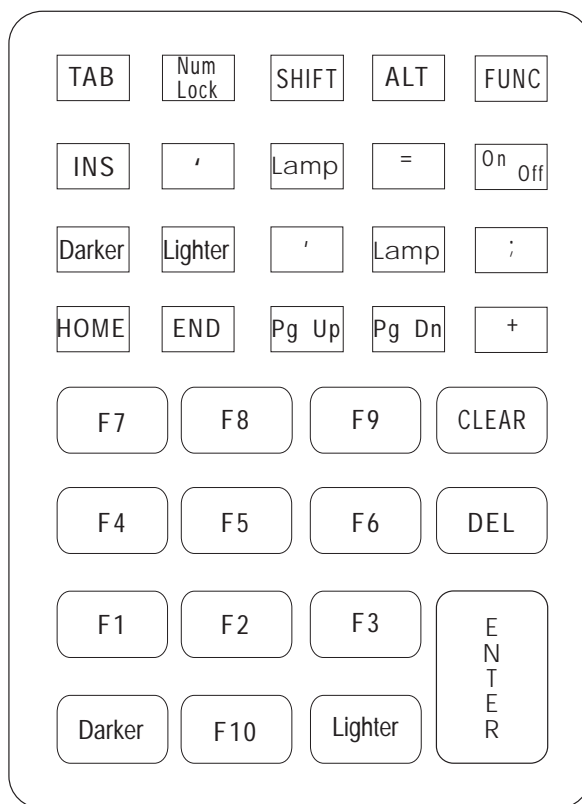 TAB Num Lock SHIFT ALT FUNC
INS ‘ Lamp = On Off
Darker Lighter ′ Lamp ;
HOME END Pg Up Pg Dn +
F7 F8 F9 CLEAR
F4 F5 F6 DEL
F1 F2 F3 ENTER
Darker F10 Lighter